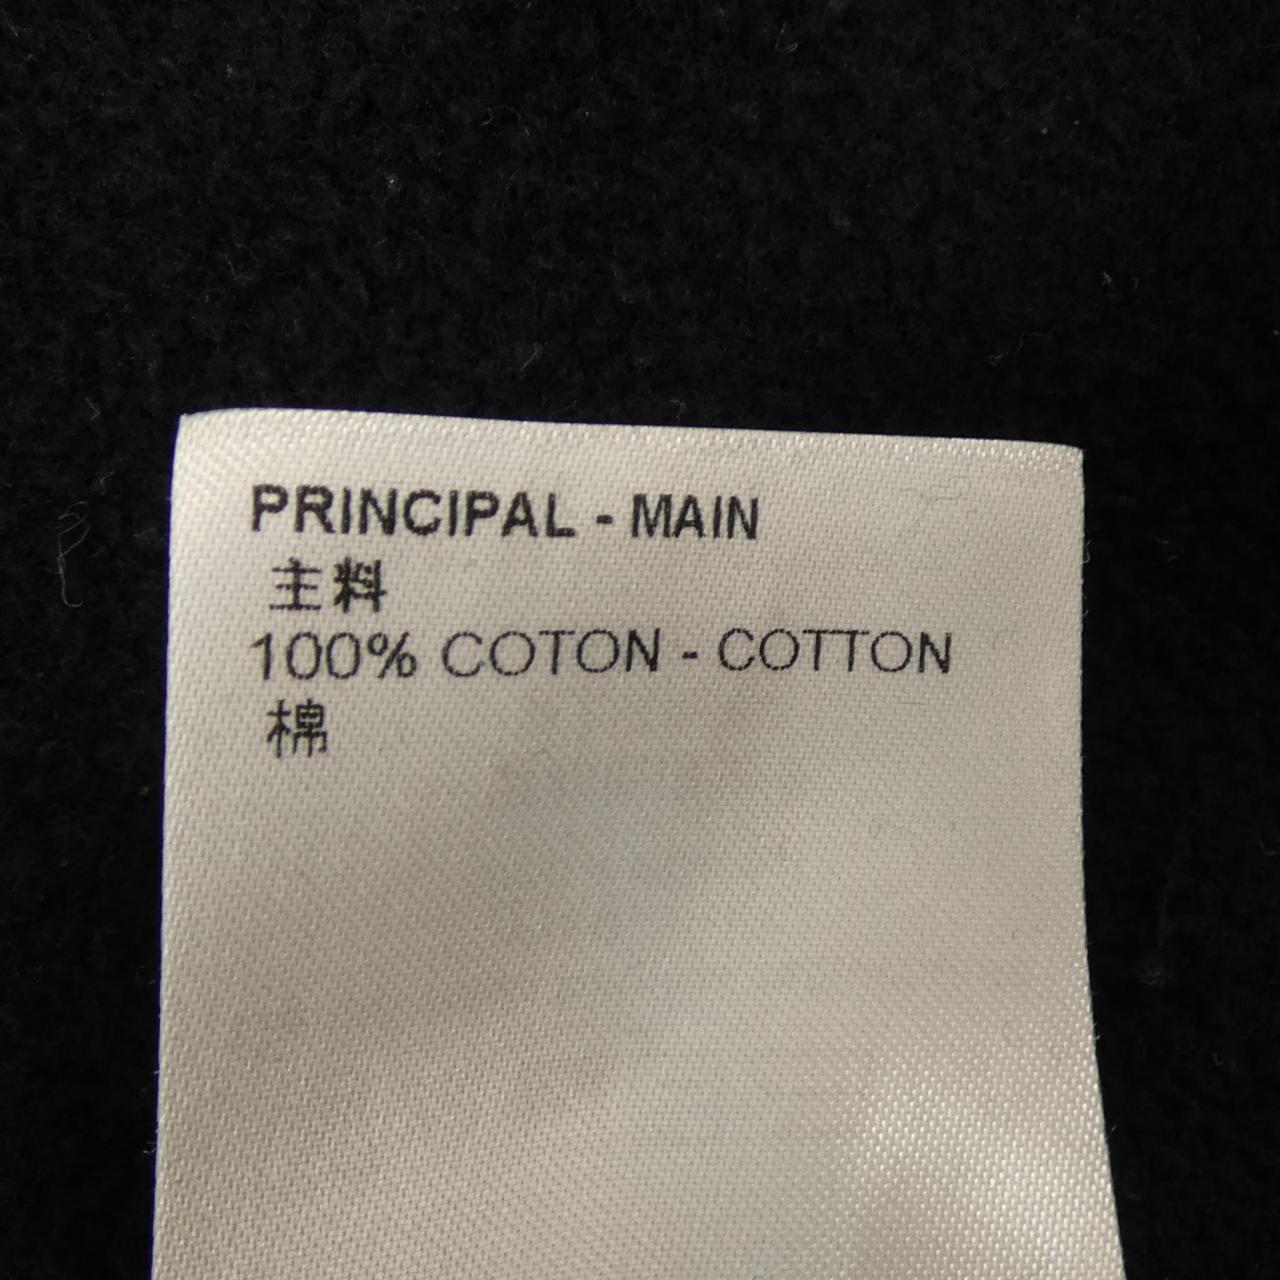 PRINCIPAL - MAIN
主料
100% COTON - COTTON
棉